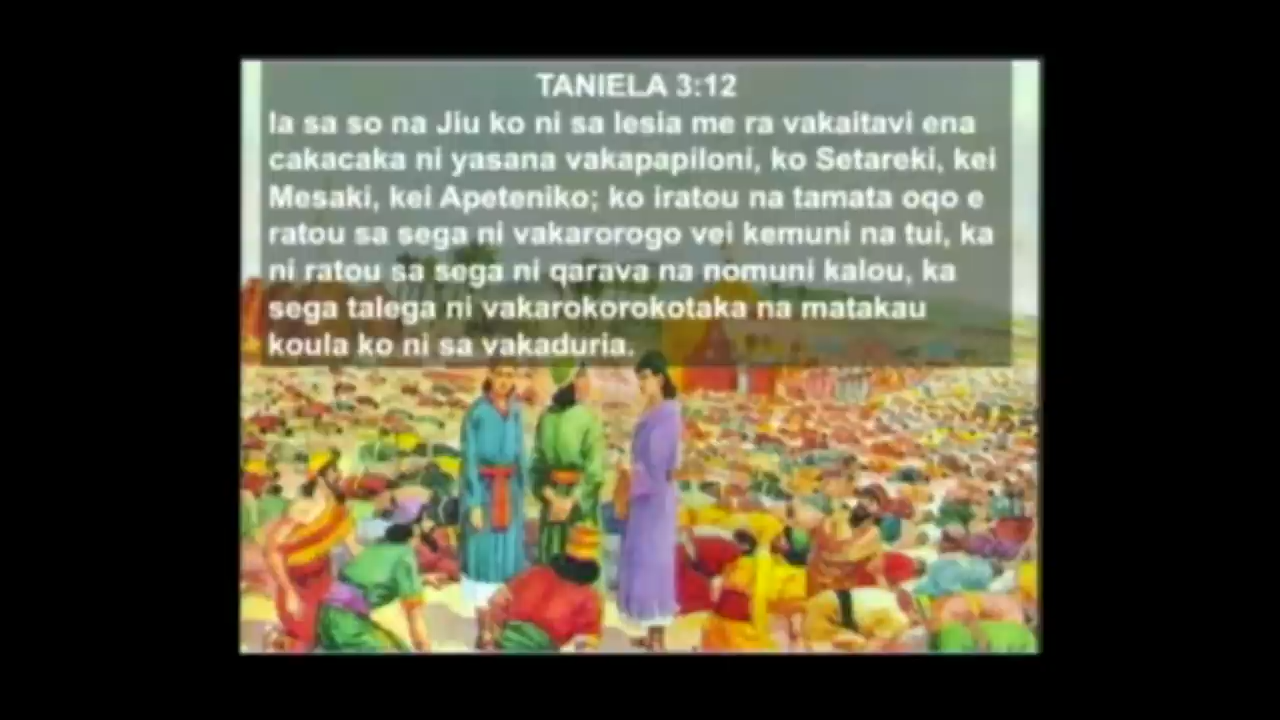 TANIELA 3:12
Ia sa so na Jiu ko ni sa lesia me ra vakaitavi ena
cakacaka ni yasana vakapapiloni, ko Setareki, kei
Mesaki, kei Apeteniko; ko iratou na tamata oqo e
ratou sa sega ni vakarorogo vei kemuni na tui, ka
ni ratou sa sega ni qarava na nomuni kalou, ka
sega talega ni vakarokorokotaka na matakau
koula ko ni sa vakaduria.